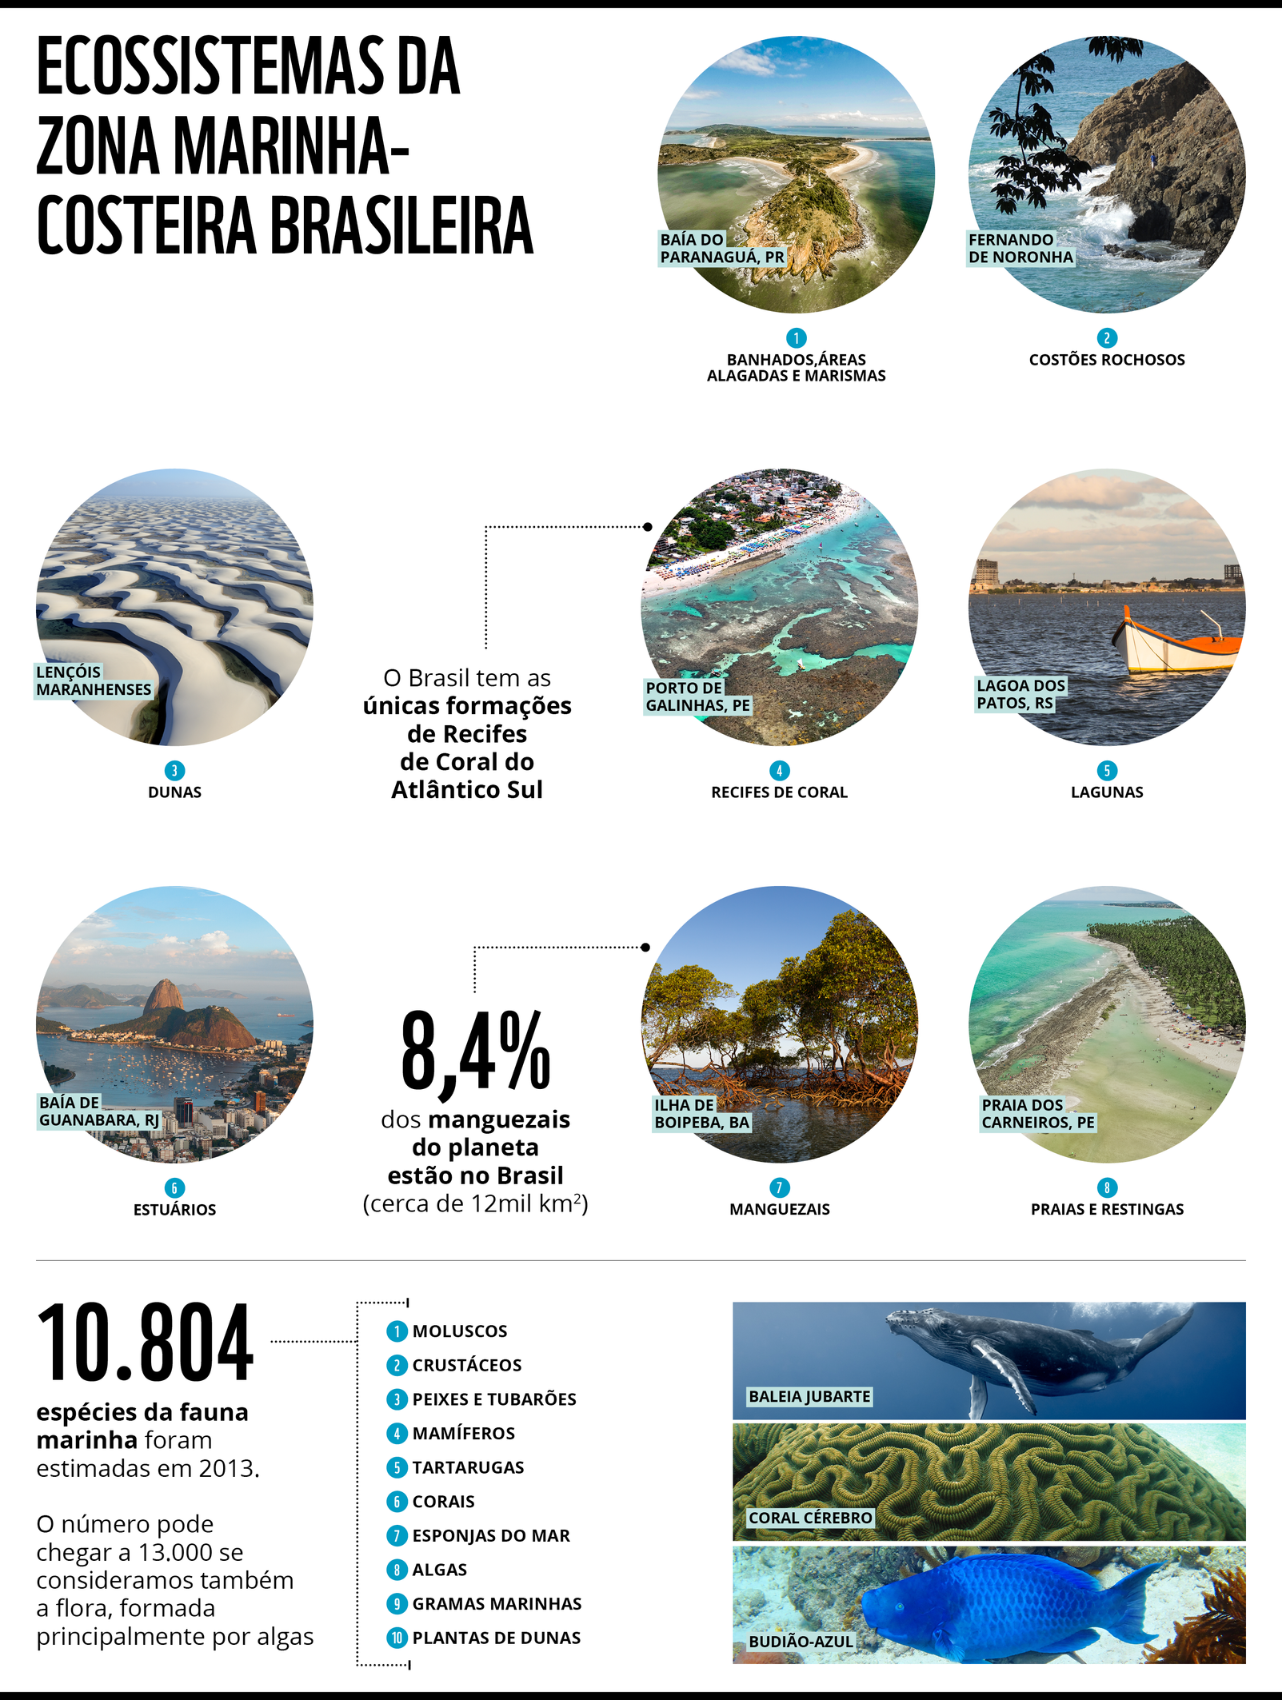 ECOSSISTEMAS DA
ZONA MARINHA-
COSTEIRA BRASILEIRA
BAÍA DO
PARANAGUÁ, PR
1
BANHADOS,ÁREAS
ALAGADAS E MARISMAS
FERNANDO
DE NORONHA
2
COSTÕES ROCHOSOS
LENÇÓIS
MARANHENSES
3
DUNAS
O Brasil tem as
únicas formações
de Recifes
de Coral do
Atlântico Sul
PORTO DE
GALINHAS, PE
4
RECIFES DE CORAL
LAGOA DOS
PATOS, RS
5
LAGUNAS
BAÍA DE
GUANABARA, RJ
6
ESTUÁRIOS
8,4%
dos manguezais
do planeta
estão no Brasil
(cerca de 12mil km²)
ILHA DE
BOIPEBA, BA
7
MANGUEZAIS
PRAIA DOS
CARNEIROS, PE
8
PRAIAS E RESTINGAS
10.804
espécies da fauna
marinha foram
estimadas em 2013.
O número pode
chegar a 13.000 se
consideramos também
a flora, formada
principalmente por algas
1 MOLUSCOS
2 CRUSTÁCEOS
3 PEIXES E TUBARÕES
4 MAMÍFEROS
5 TARTARUGAS
6 CORAIS
7 ESPONJAS DO MAR
8 ALGAS
9 GRAMAS MARINHAS
10 PLANTAS DE DUNAS
BALEIA JUBARTE
CORAL CÉREBRO
BUDIÃO-AZUL